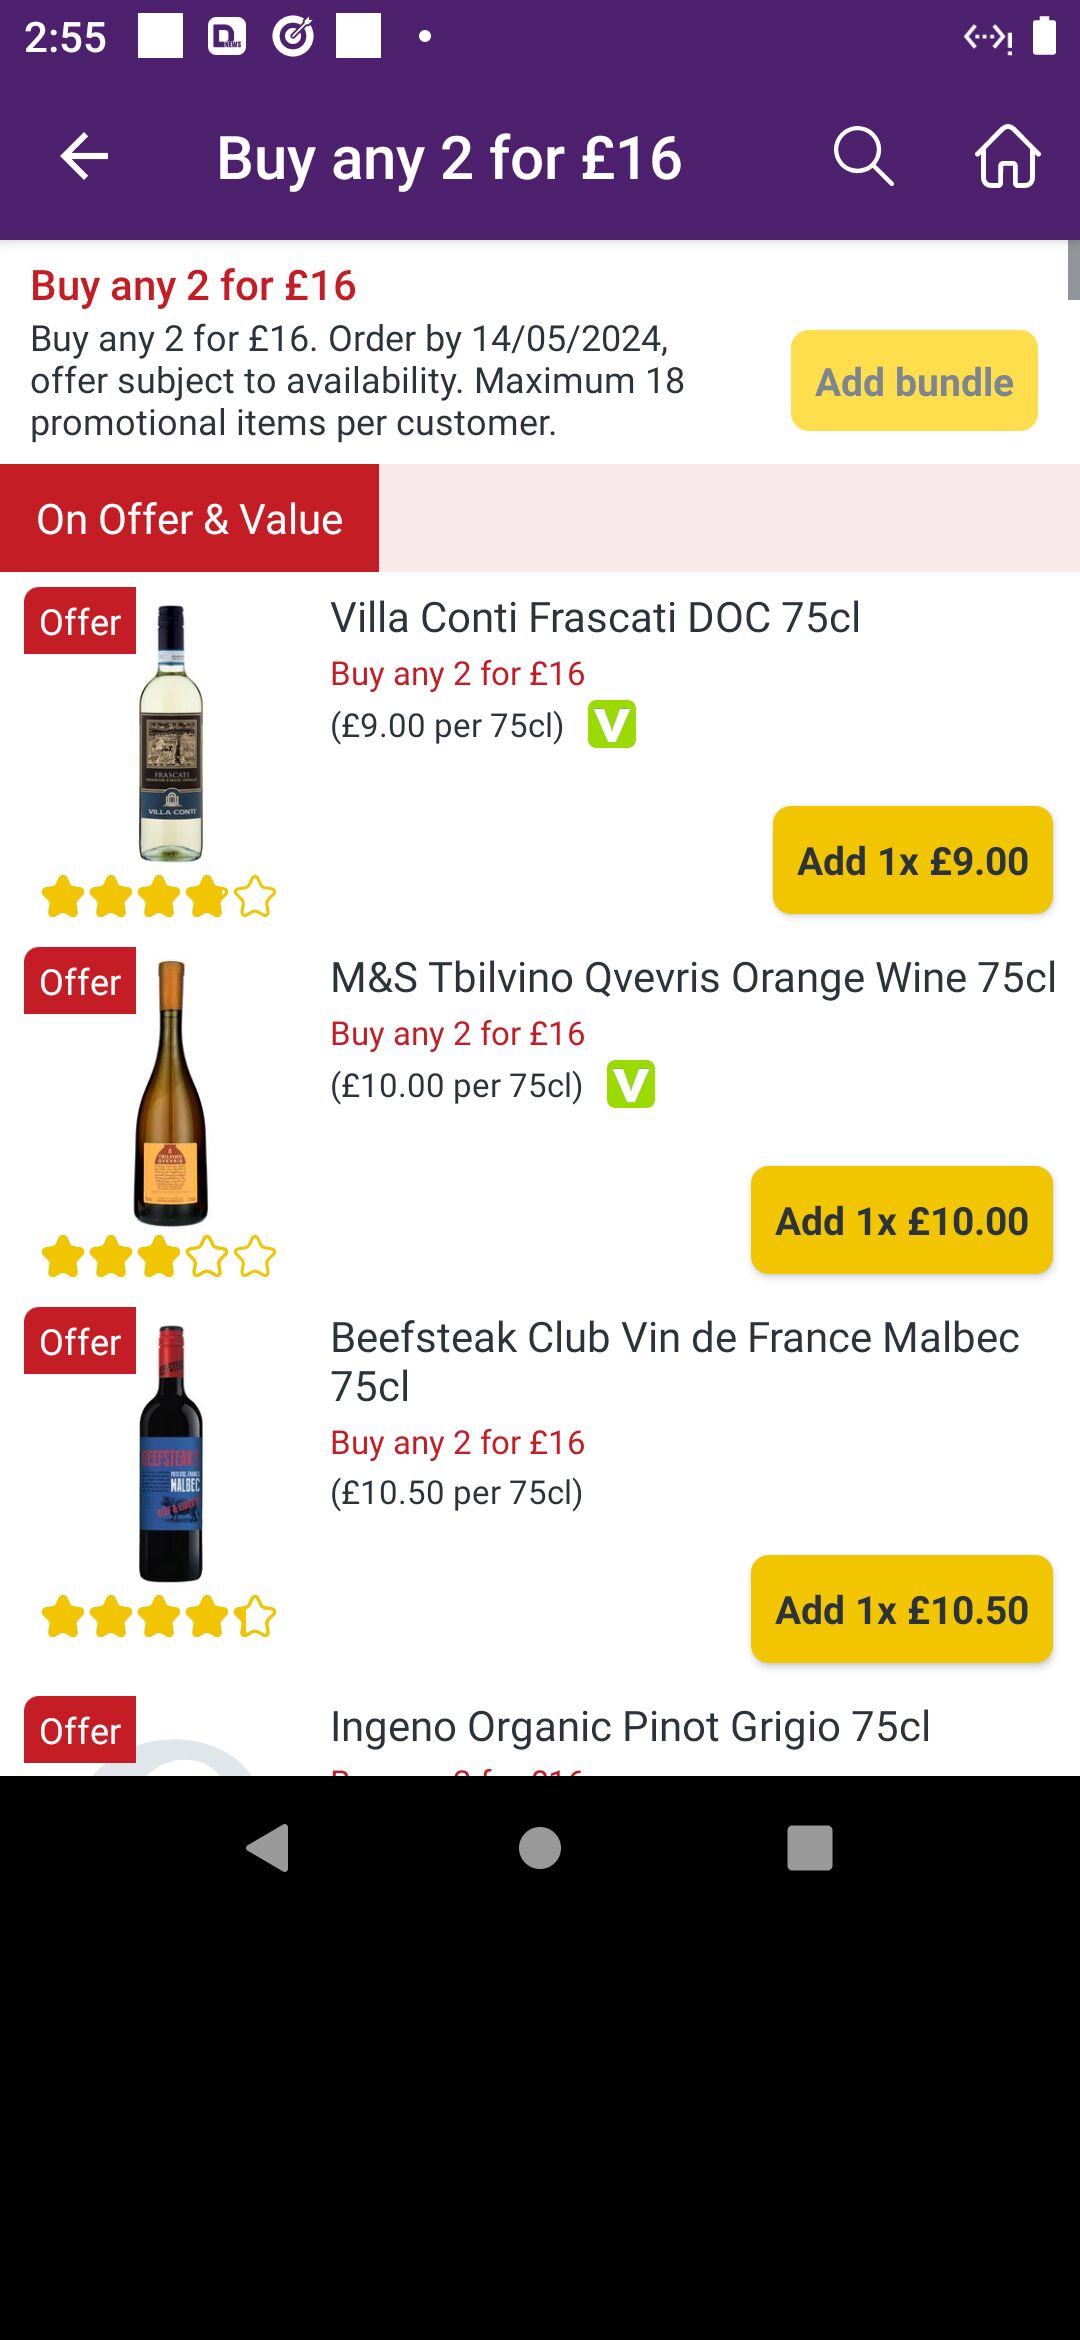 2:55
Buy any 2 for £16
Buy any 2 for £16
Buy any 2 for £16. Order by 14/05/2024,
offer subject to availability. Maximum 18
promotional items per customer.
Add bundle
On Offer & Value
Offer
Villa Conti Frascati DOC 75cl
Buy any 2 for £16
(£9.00 per 75cl) V
FRASCATI
VILLA CONTI
Add 1x £9.00
Offer
M&S Tbilvino Qvevris Orange Wine 75cl
Buy any 2 for £16
(£10.00 per 75cl) V
TBILVINO
QVEVRIS
Add 1x £10.00
Offer
Beefsteak Club Vin de France Malbec
75cl
Buy any 2 for £16
(£10.50 per 75cl)
BEEFSTEAK
MALBEC
Add 1x £10.50
Offer
Ingeno Organic Pinot Grigio 75cl